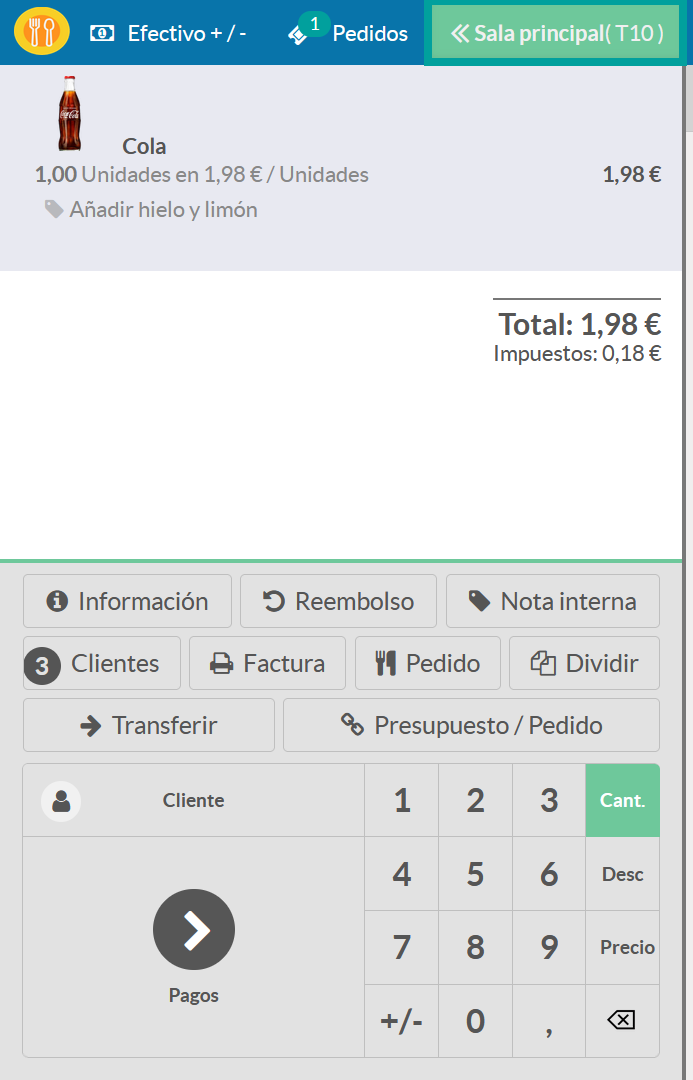 Efectivo + / -
1
Pedidos
Sala principal( T10 )
Coca-Cola
Cola
1,00 Unidades en 1,98 € / Unidades
1,98 €
Añadir hielo y limón
Total: 1,98 €
Impuestos: 0,18 €
Información
Reembolso
Nota interna
3 Clientes
Factura
Pedido
Dividir
Transferir
Presupuesto / Pedido
Cliente
1 2 3 Cant.
4 5 6 Desc
7 8 9 Precio
Pagos
+/- 0 ,